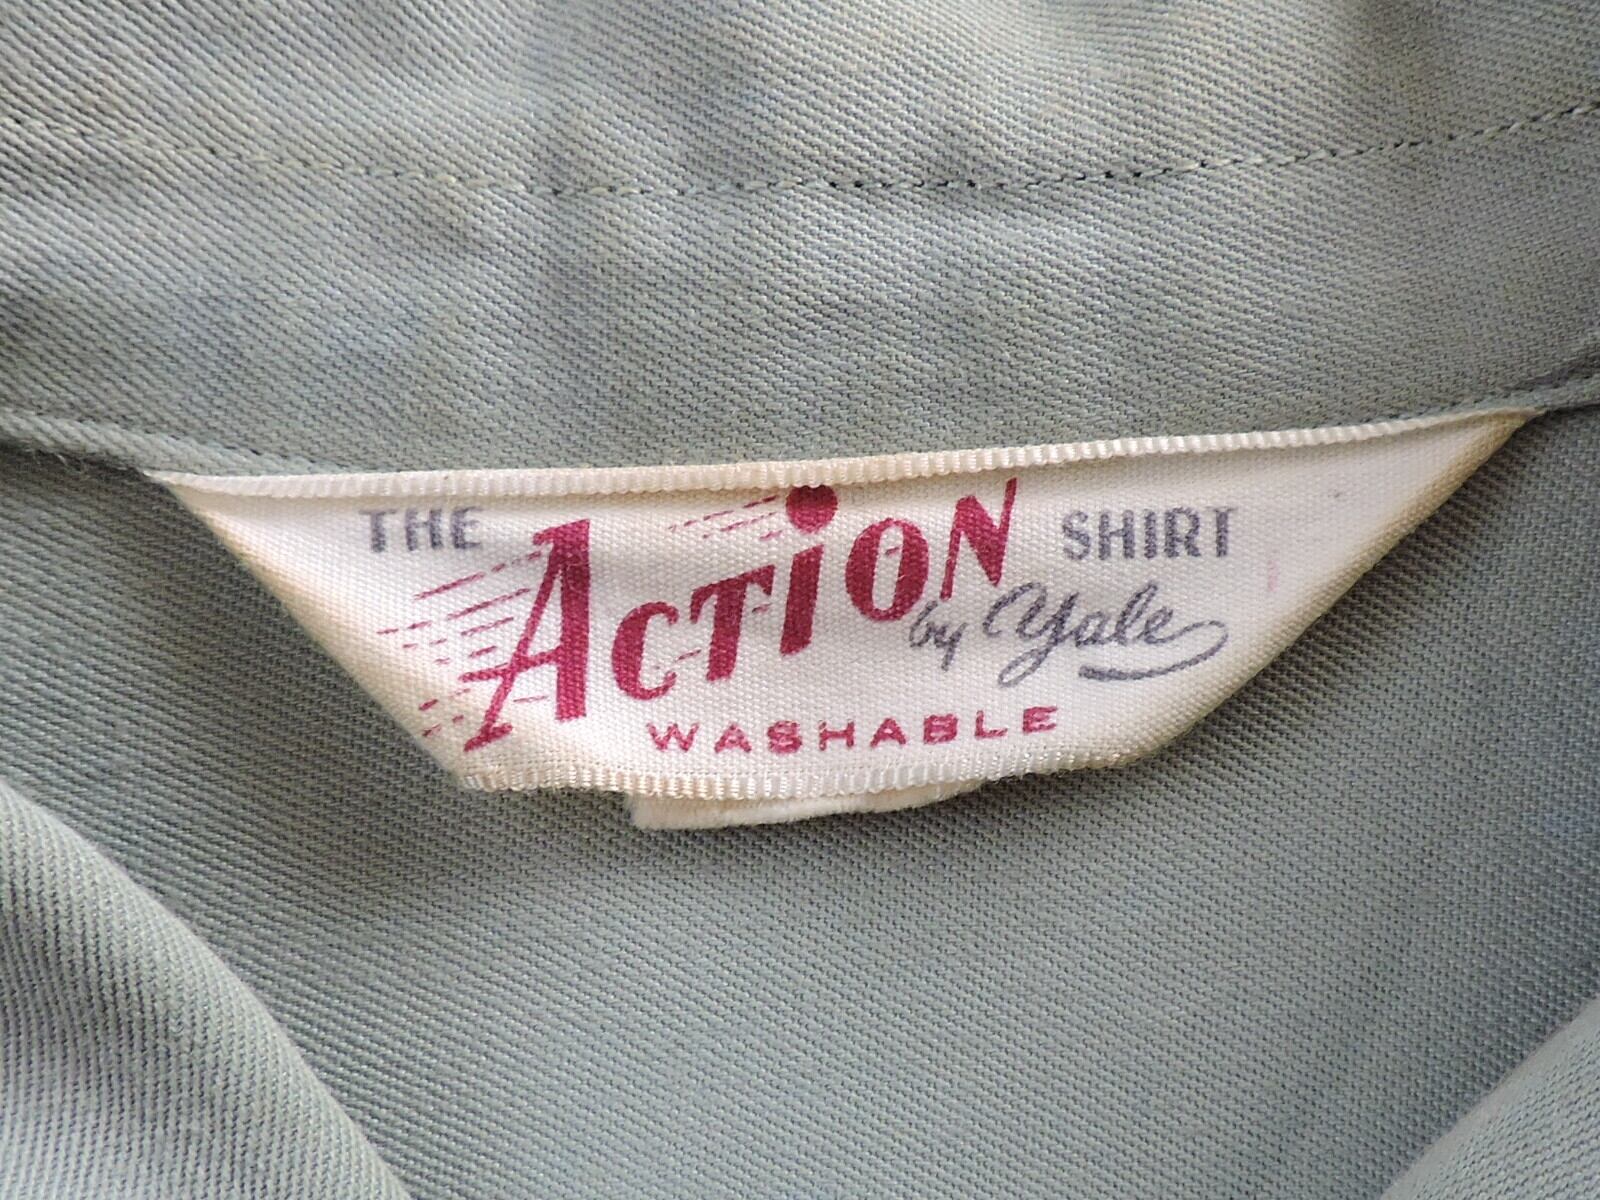 THE ACTiON SHIRT
by Yale
WASHABLE